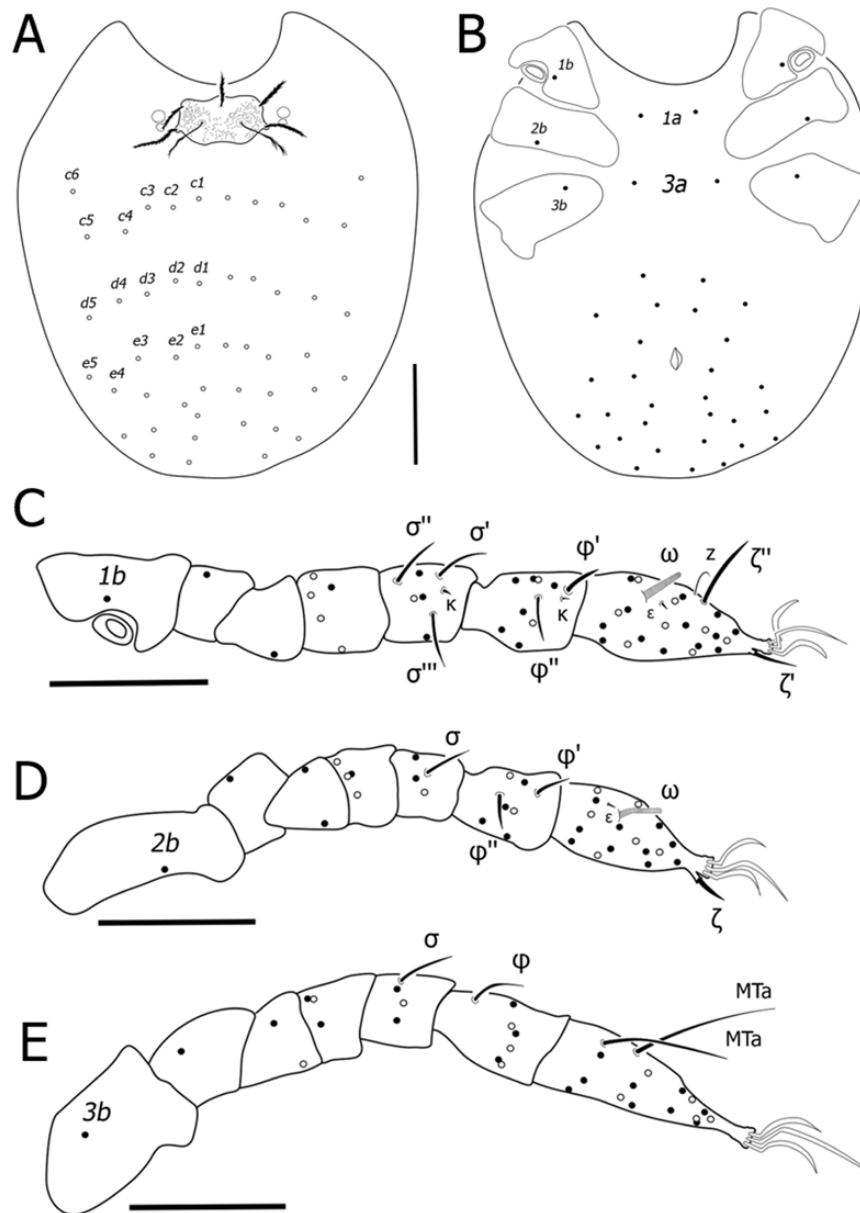 A
B
1b
1a
2b
3a
3b
c6
c3 c2 c1
c5 c4
d4 d3 d2 d1
d5
e3 e2 e1
e5 e4
C
1b
σ" σ' φ' ω z ζ"
κ κ ε
σ''' φ" ζ'
D
2b
σ φ' ω
ε
φ" ζ
E
3b
σ φ
MTa
MTa